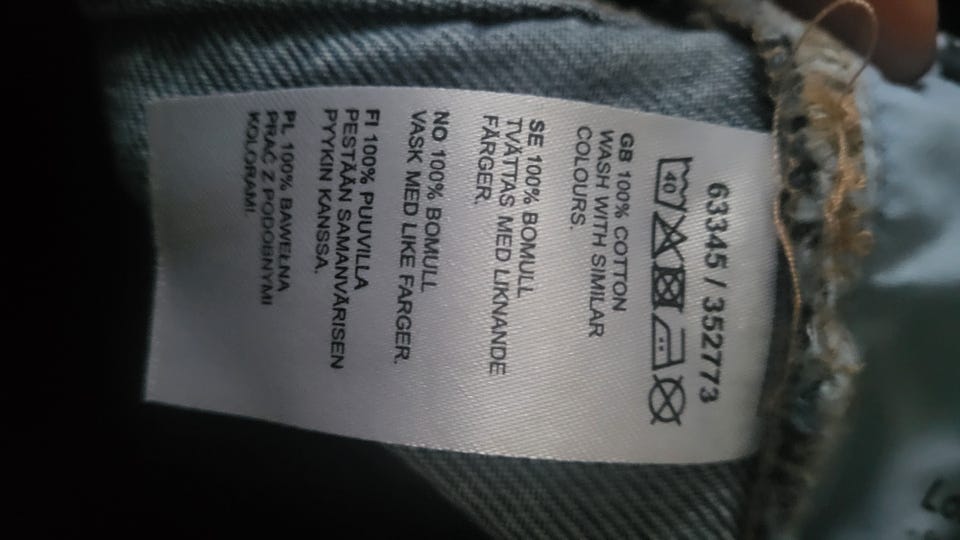 63345 / 352773
40
GB 100% COTTON
WASH WITH SIMILAR
COLOURS.
SE 100% BOMULL
TVÄTTAS MED LIKNANDE
FÄRGER.
NO 100% BOMULL
VASK MED LIKE FARGER.
FI 100% PUUVILLA
PESTÄÄN SAMANVÄRISEN
PYYKIN KANSSA.
PL 100% BAWEŁNA
PRAĆ Z PODOBNYMI
KOLORAMI.